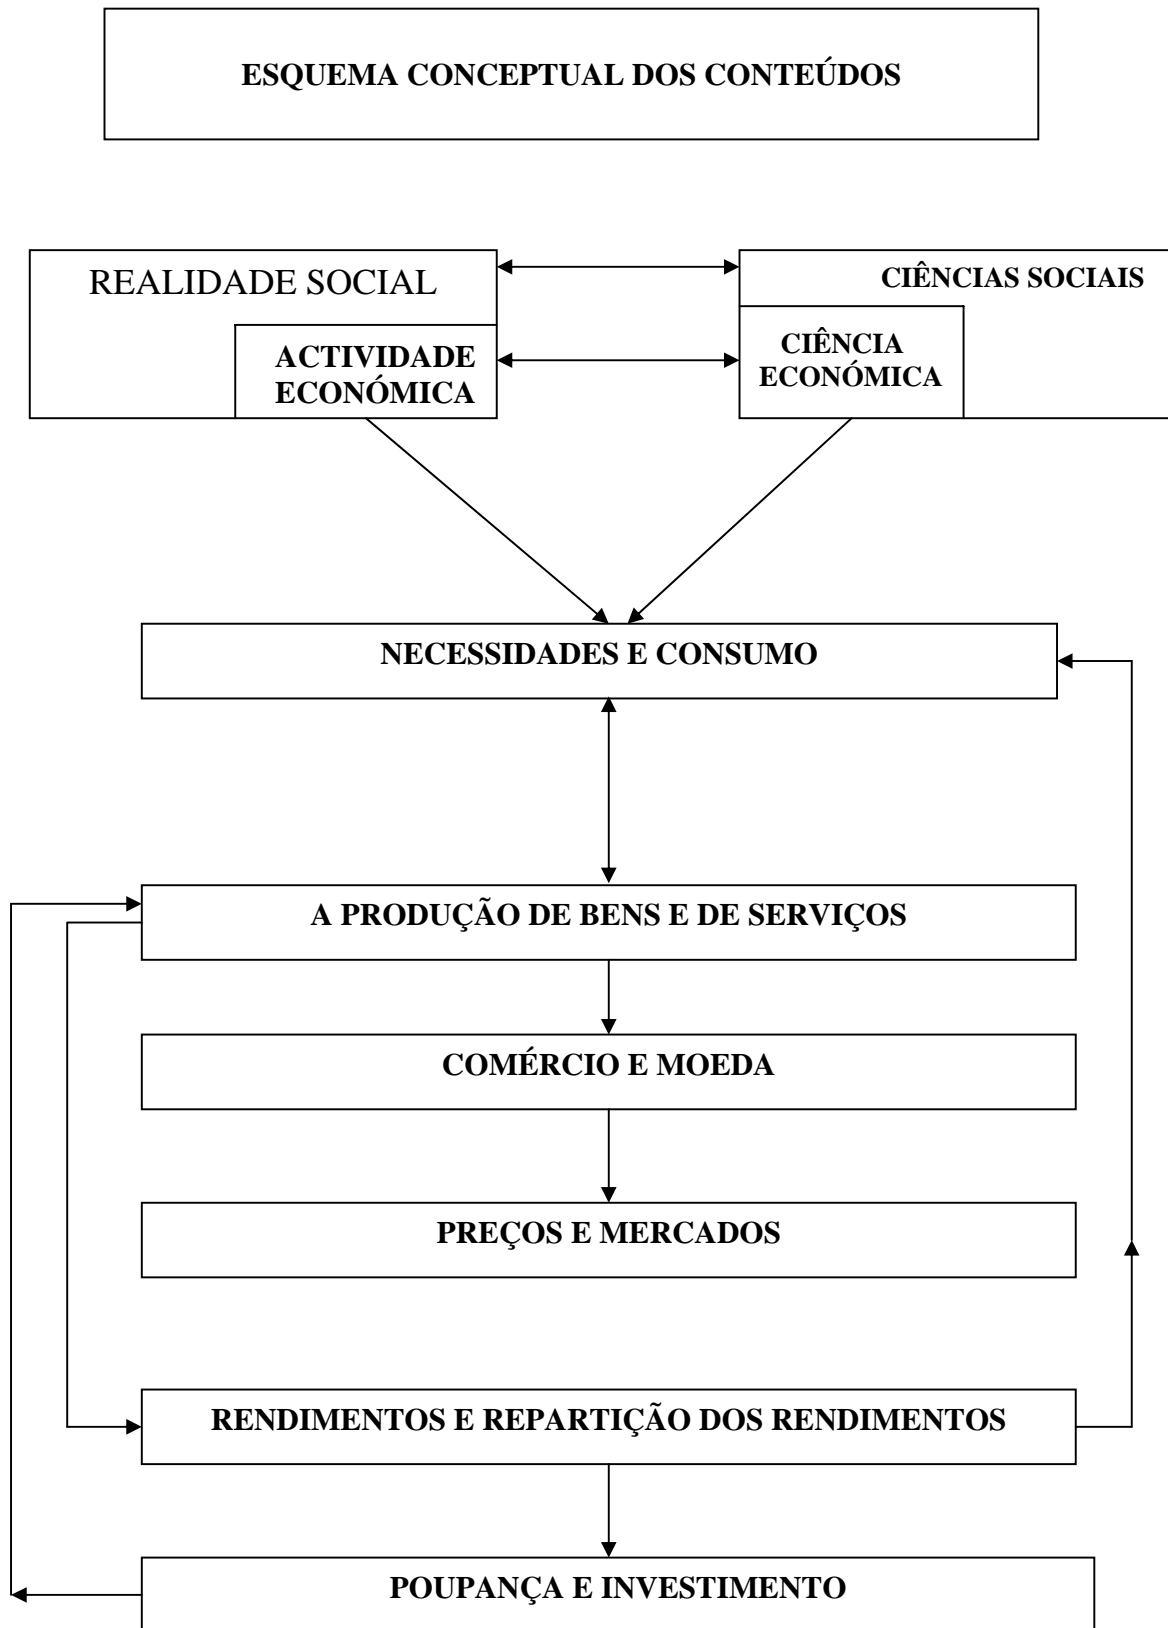 ESQUEMA CONCEPTUAL DOS CONTEÚDOS
REALIDADE SOCIAL
ACTIVIDADE
ECONÓMICA
CIÊNCIAS SOCIAIS
CIÊNCIA
ECONÓMICA
NECESSIDADES E CONSUMO
A PRODUÇÃO DE BENS E DE SERVIÇOS
COMÉRCIO E MOEDA
PREÇOS E MERCADOS
RENDIMENTOS E REPARTIÇÃO DOS RENDIMENTOS
POUPANÇA E INVESTIMENTO